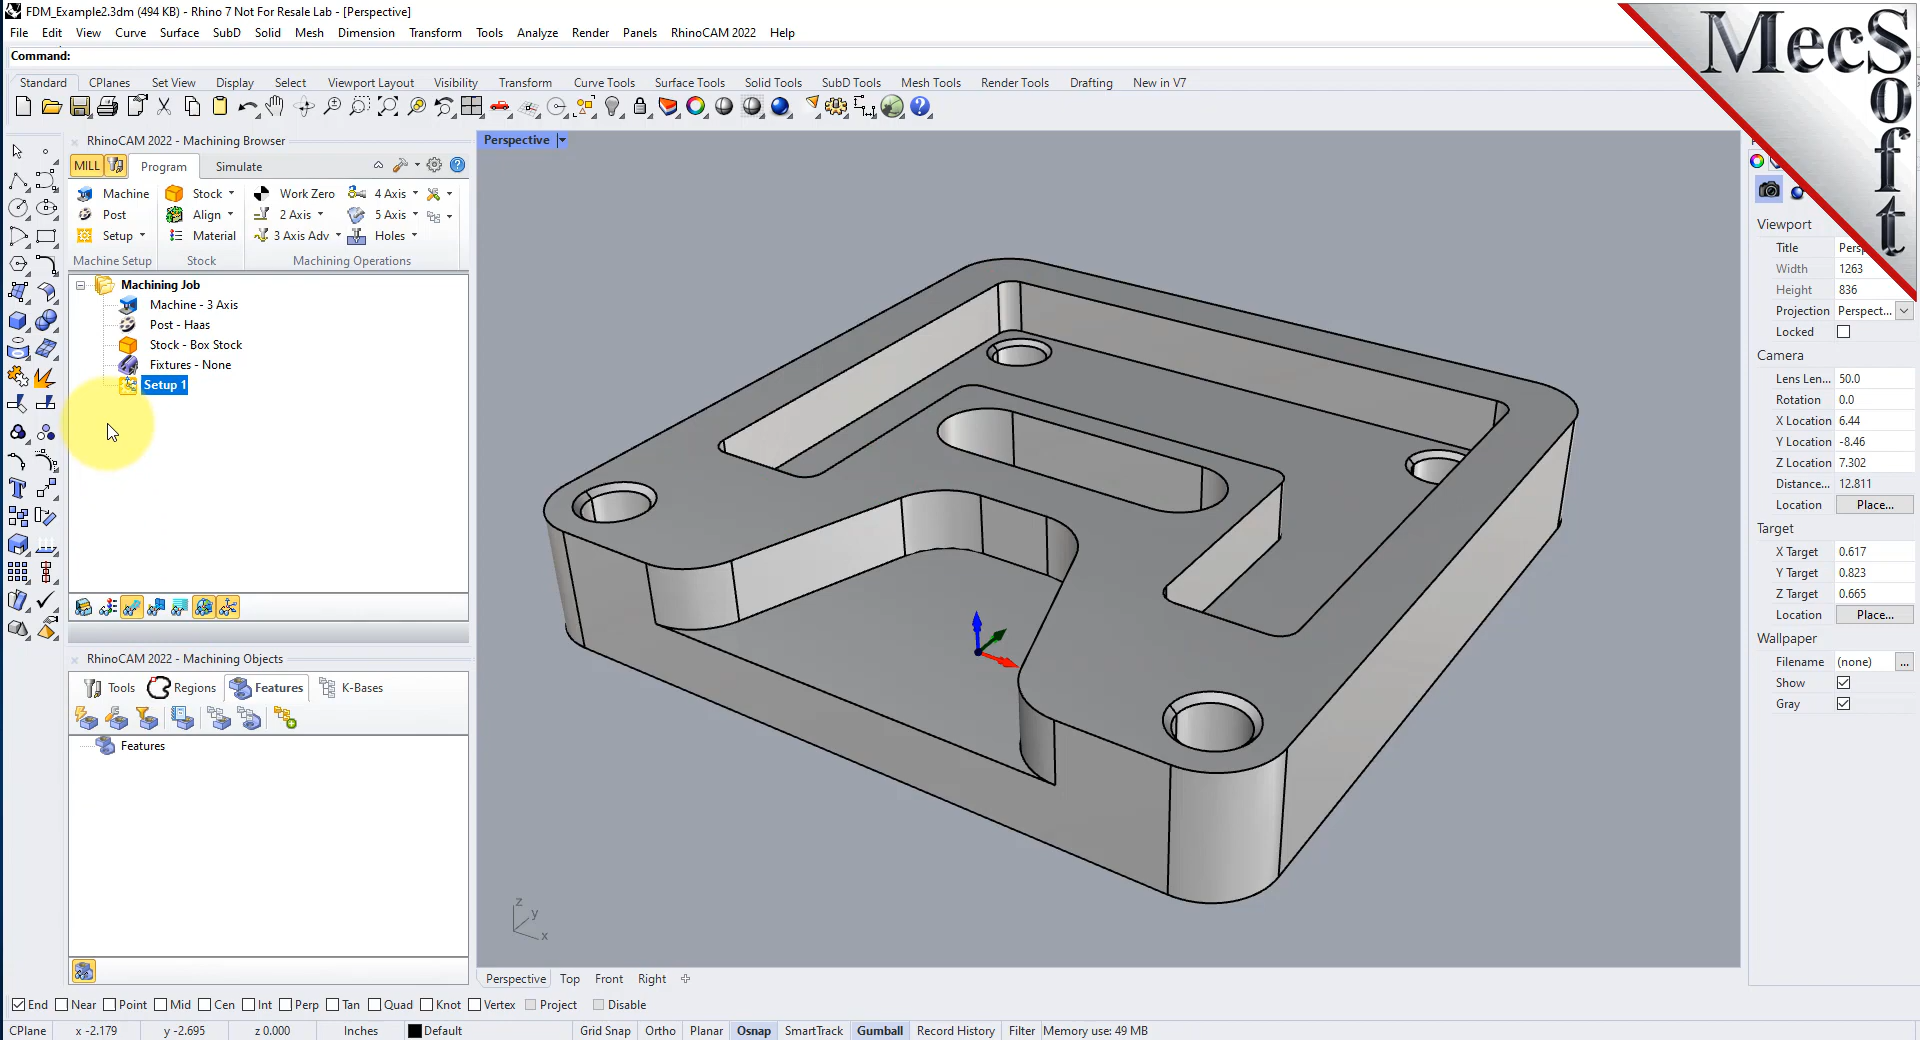 FDM_Example2.3dm (494 KB) - Rhino 7 Not For Resale Lab - [Perspective]
File Edit View Curve Surface SubD Solid Mesh Dimension Transform Tools Analyze Render Panels RhinoCAM 2022 Help
Command:
Standard CPlanes Set View Display Select Viewport Layout Visibility Transform Curve Tools Surface Tools Solid Tools SubD Tools Mesh Tools Render Tools Drafting New in V7
MecSoft
RhinoCAM 2022 - Machining Browser
MILL Program Simulate
Machine Stock Work Zero 4 Axis
Post Align 2 Axis 5 Axis
Setup Material 3 Axis Adv Holes
Machine Setup Stock Machining Operations
Machining Job
Machine - 3 Axis
Post - Haas
Stock - Box Stock
Fixtures - None
Setup 1
RhinoCAM 2022 - Machining Objects
Tools Regions Features K-Bases
Features
Perspective
z
y
x
Perspective Top Front Right
Viewport
Title
Width 1263
Height 836
Projection Perspect...
Locked
Camera
Lens Len... 50.0
Rotation 0.0
X Location 6.44
Y Location -8.46
Z Location 7.302
Distance... 12.811
Location Place...
Target
X Target 0.617
Y Target 0.823
Z Target 0.665
Location Place...
Wallpaper
Filename (none) ...
Show
Gray
End Near Point Mid Cen Int Perp Tan Quad Knot Vertex Project Disable
CPlane x -2.179 y -2.695 z 0.000 Inches Default Grid Snap Ortho Planar Osnap SmartTrack Gumball Record History Filter Memory use: 49 MB